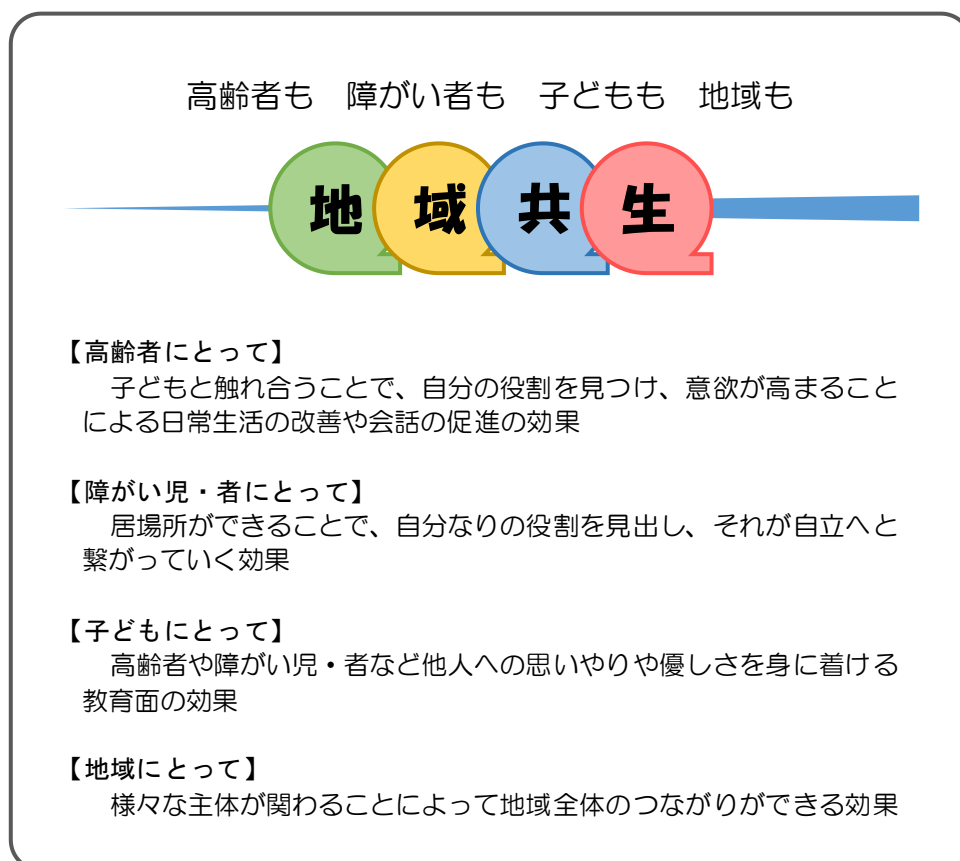 高齢者も　障がい者も　子どもも　地域も
地域共生
【高齢者にとって】
子どもと触れ合うことで、自分の役割を見つけ、意欲が高まること
による日常生活の改善や会話の促進の効果
【障がい児・者にとって】
居場所ができることで、自分なりの役割を見出し、それが自立へと
繋がっていく効果
【子どもにとって】
高齢者や障がい児・者など他人への思いやりや優しさを身に着ける
教育面の効果
【地域にとって】
様々な主体が関わることによって地域全体のつながりができる効果